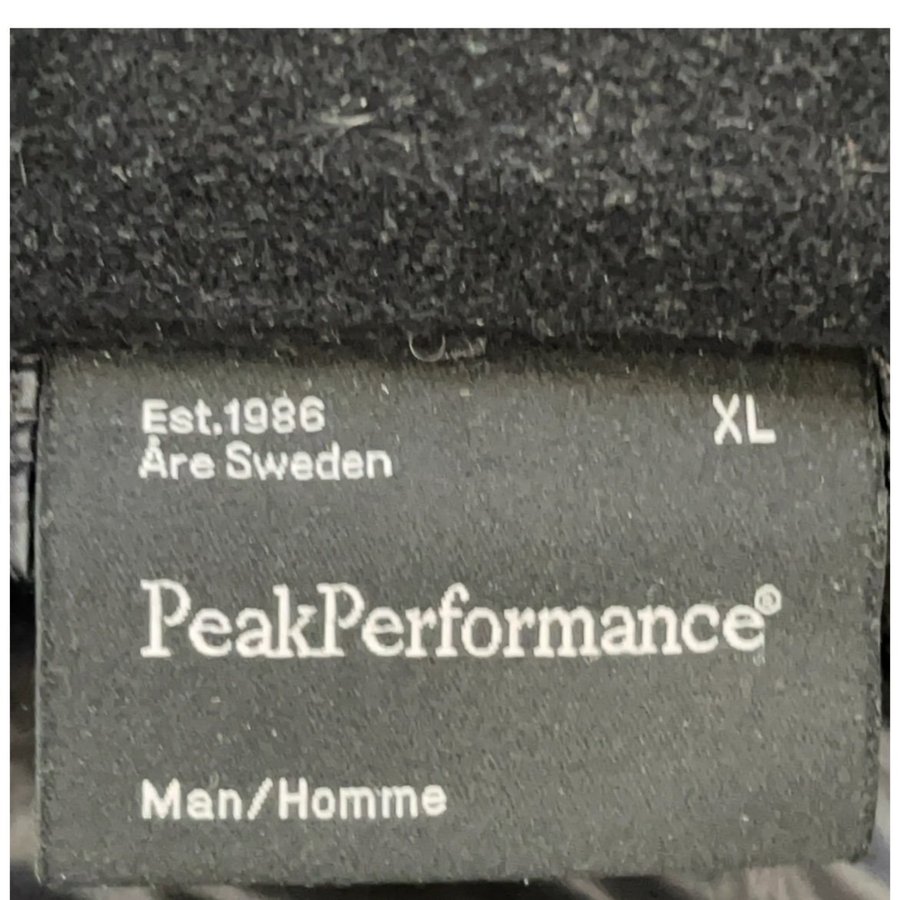 Est.1986
XL
Åre Sweden
PeakPerformance®
Man/Homme